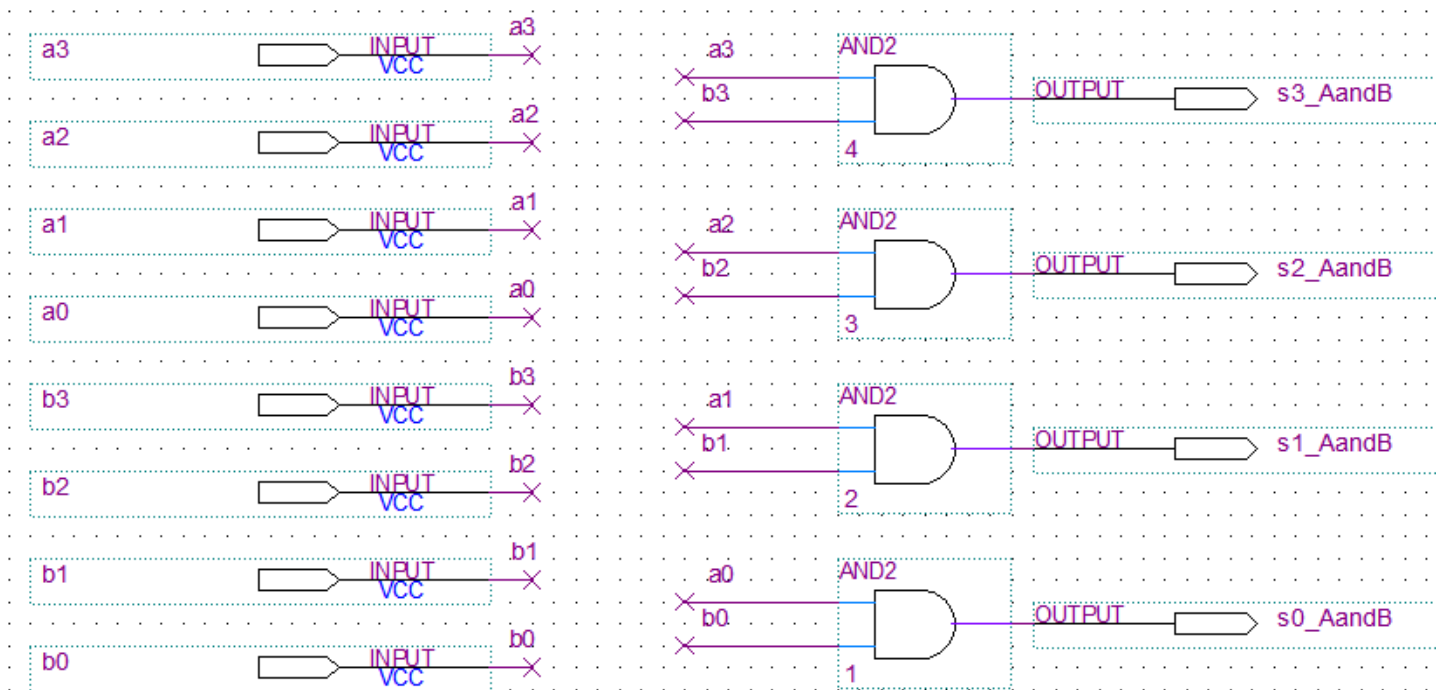 a3 INPUT VCC a3
a2 INPUT VCC a2
a1 INPUT VCC a1
a0 INPUT VCC a0
b3 INPUT VCC b3
b2 INPUT VCC b2
b1 INPUT VCC b1
b0 INPUT VCC b0
a3 b3 AND2 4 OUTPUT s3_AandB
a2 b2 AND2 3 OUTPUT s2_AandB
a1 b1 AND2 2 OUTPUT s1_AandB
a0 b0 AND2 1 OUTPUT s0_AandB